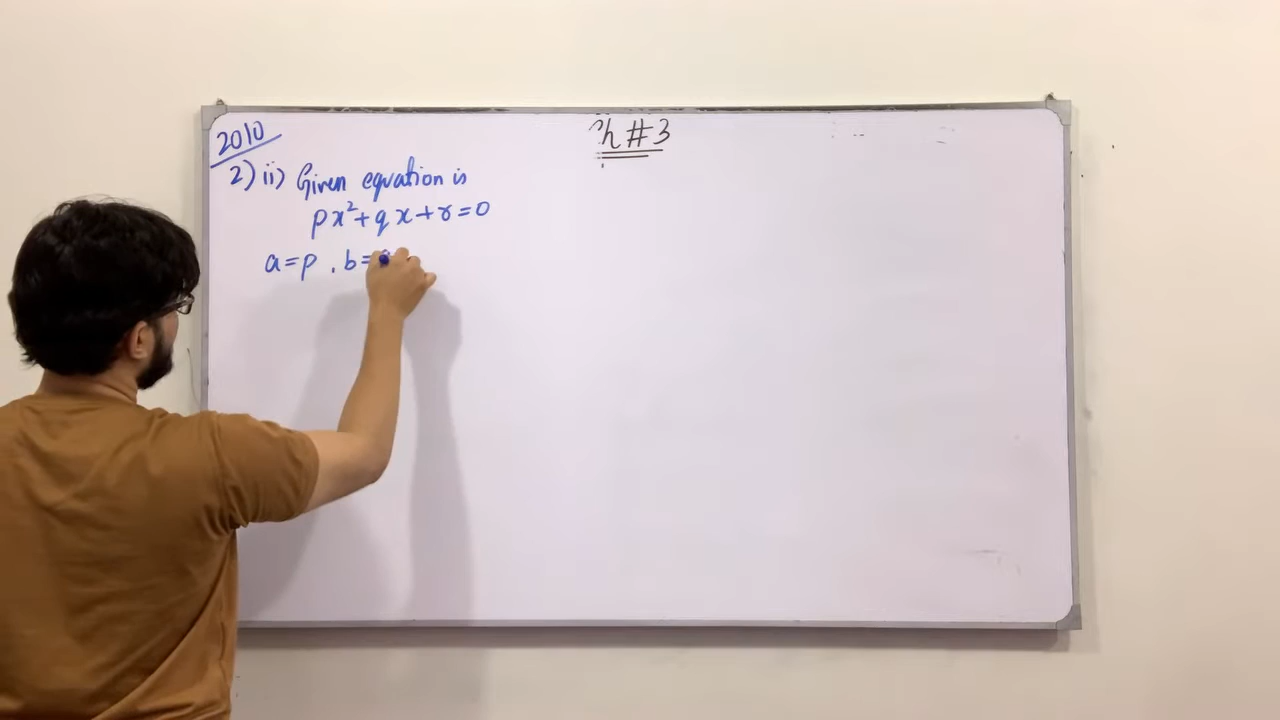 Ch #3
2010
2) ii) Given equation is
px²+qx+r=0
a=p , b=